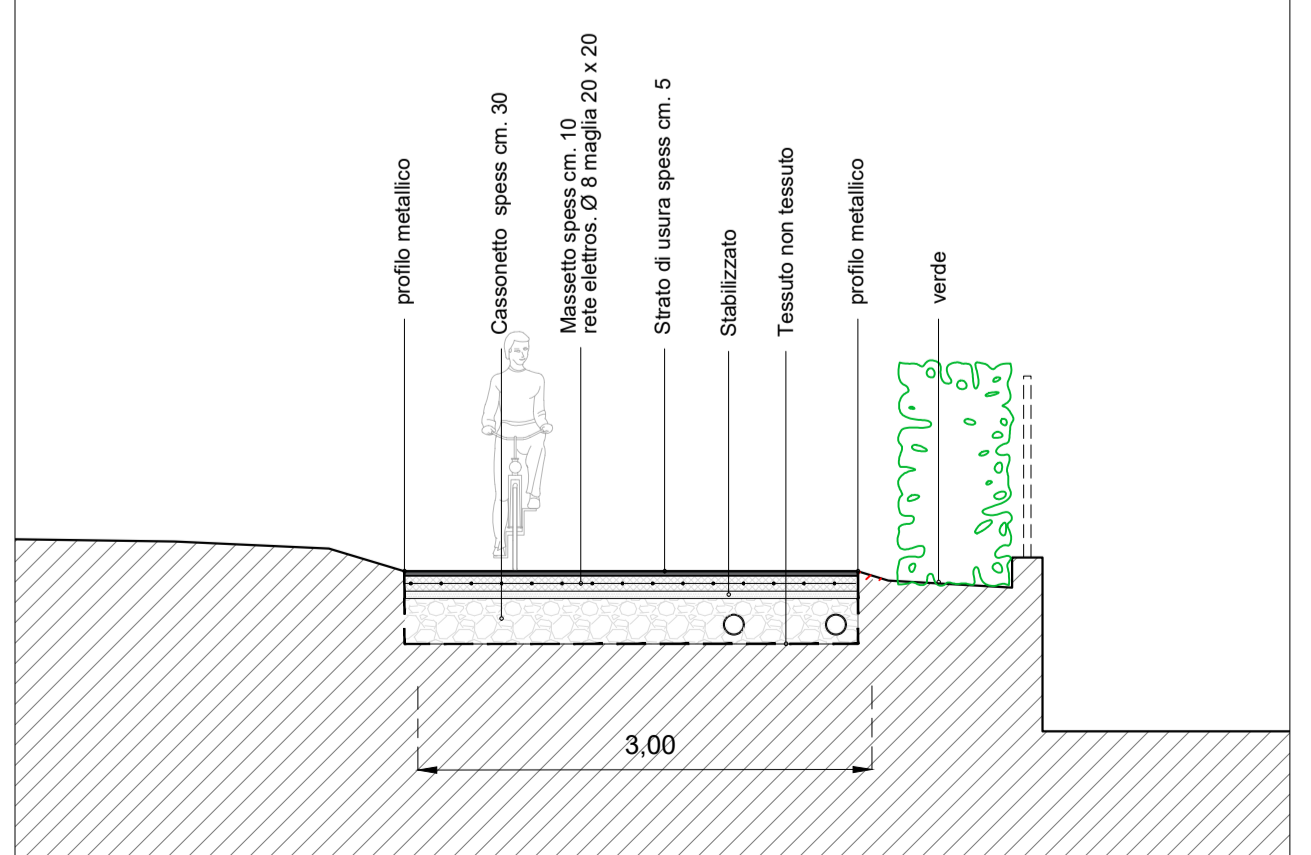 profilo metallico
Cassonetto  spess cm. 30
Massetto spess cm. 10
rete elettros. Ø 8 maglia 20 x 20
Strato di usura spess cm. 5
Stabilizzato
Tessuto non tessuto
profilo metallico
verde
3,00